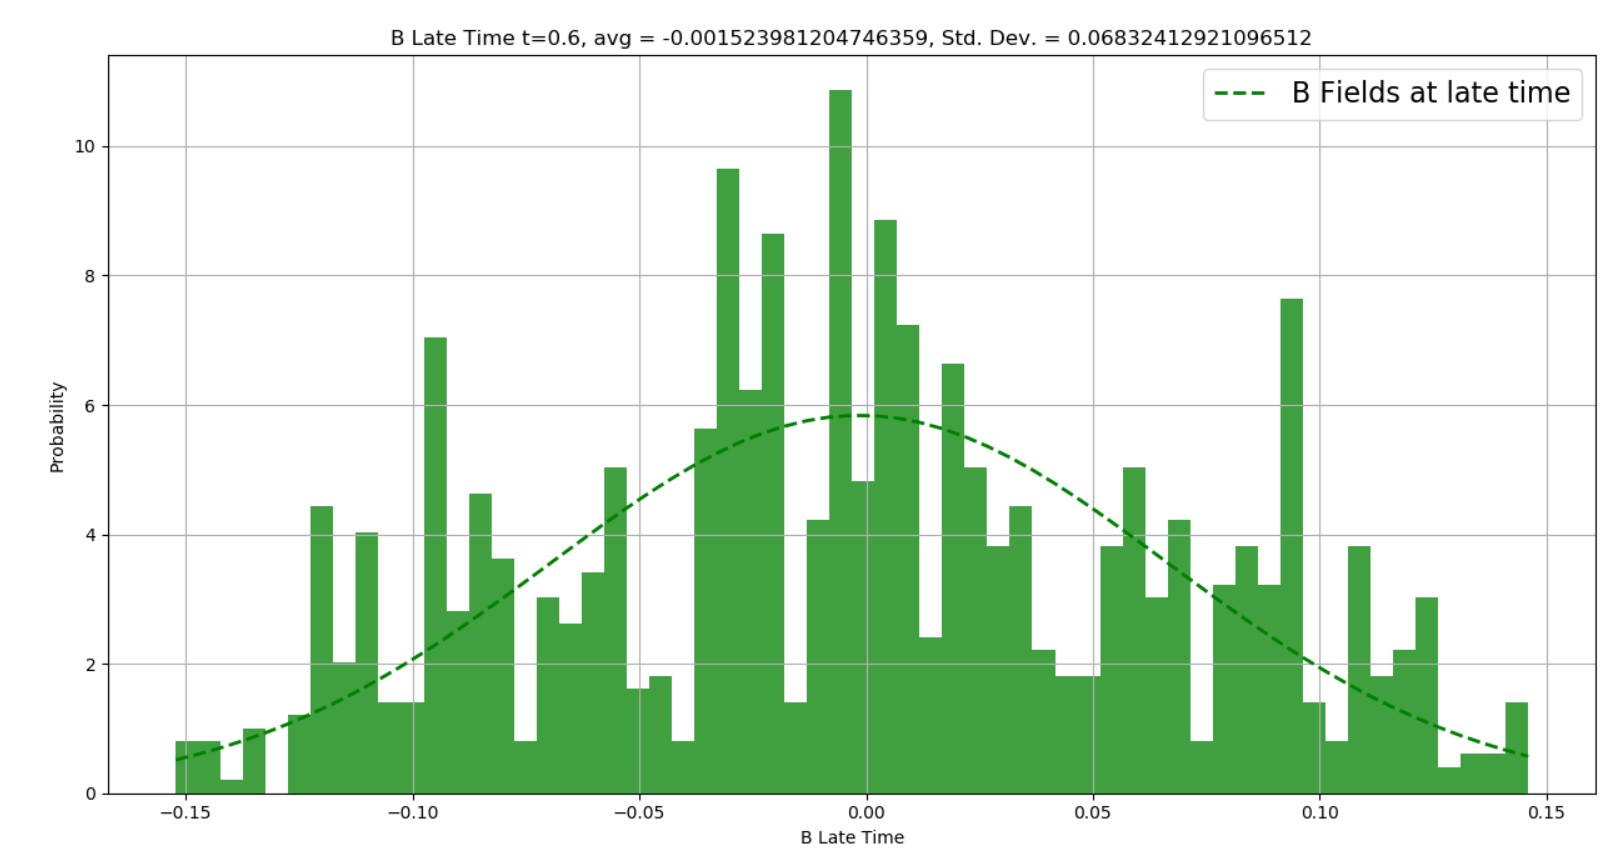 B Late Time t=0.6, avg = -0.001523981204746359, Std. Dev. = 0.06832412921096512
B Fields at late time
10
8
6
4
2
0
Probability
−0.15 −0.10 −0.05 0.00 0.05 0.10 0.15
B Late Time